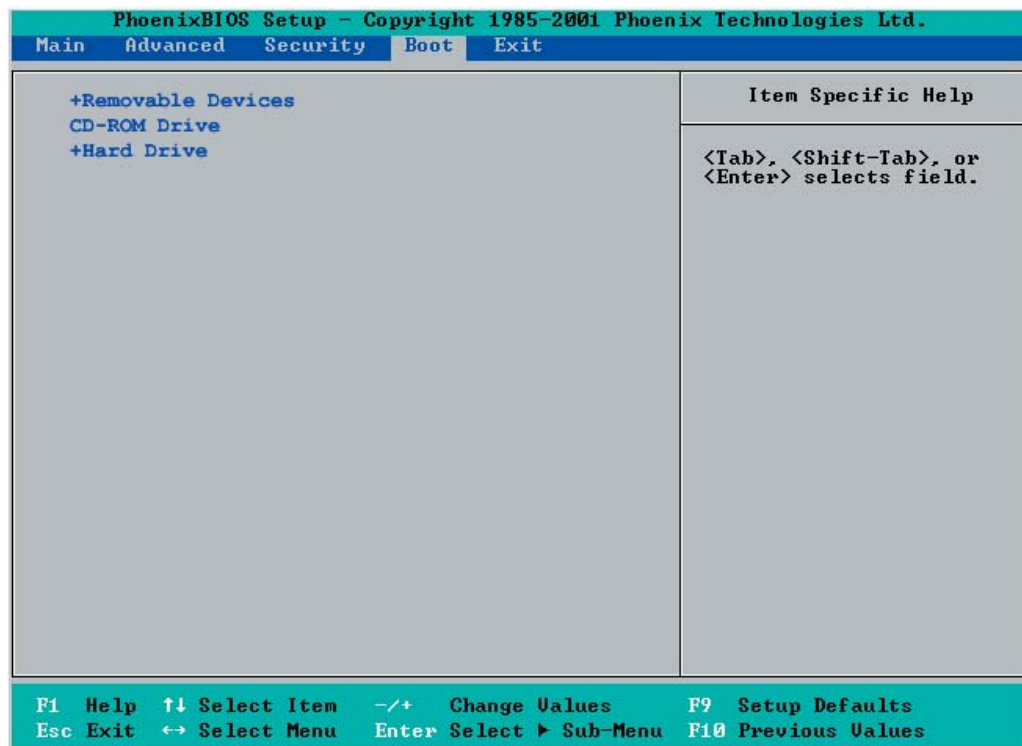 PhoenixBIOS Setup - Copyright 1985-2001 Phoenix Technologies Ltd.
Main Advanced Security Boot Exit
+Removable Devices
CD-ROM Drive
+Hard Drive
Item Specific Help
<Tab>, <Shift-Tab>, or
<Enter> selects field.
F1 Help ↑↓ Select Item -/+ Change Values F9 Setup Defaults
Esc Exit ↔ Select Menu Enter Select ▶ Sub-Menu F10 Previous Values